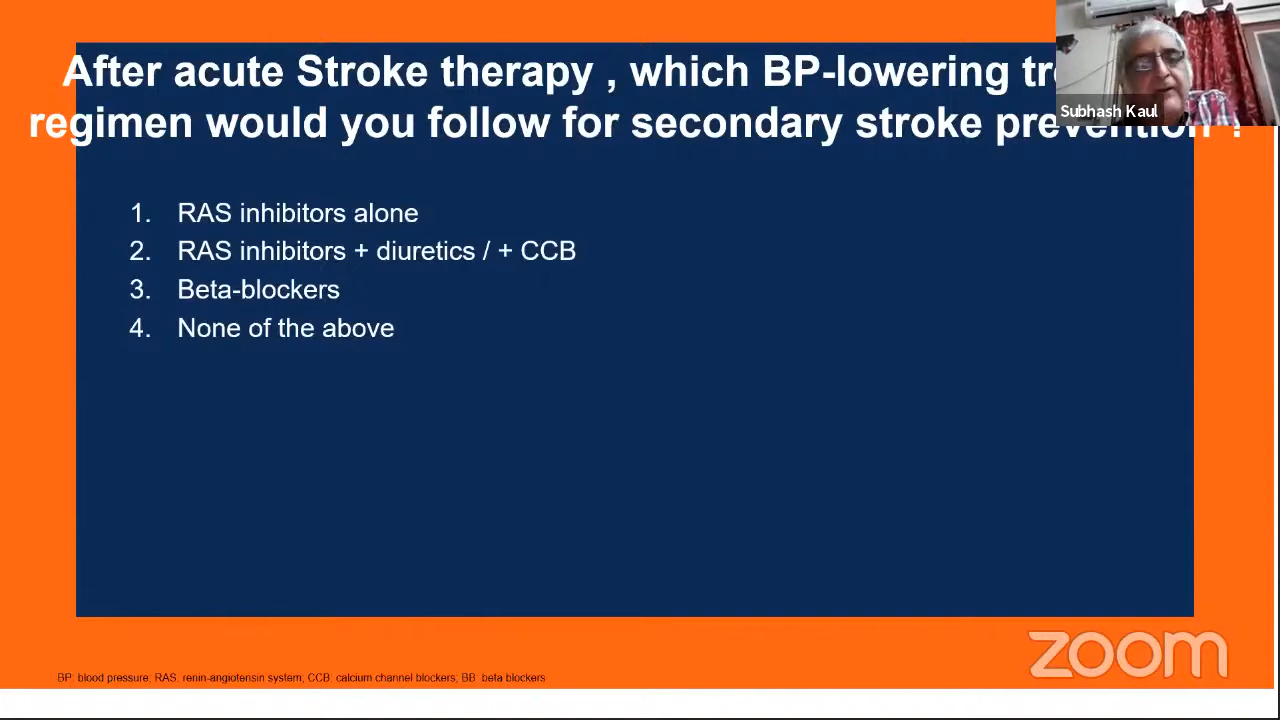 After acute Stroke therapy , which BP-lowering
regimen would you follow for secondary stroke prevention ?
Subhash Kaul
1. RAS inhibitors alone
2. RAS inhibitors + diuretics / + CCB
3. Beta-blockers
4. None of the above
zoom
BP: blood pressure; RAS: renin-angiotensin system; CCB: calcium channel blockers; BB: beta blockers